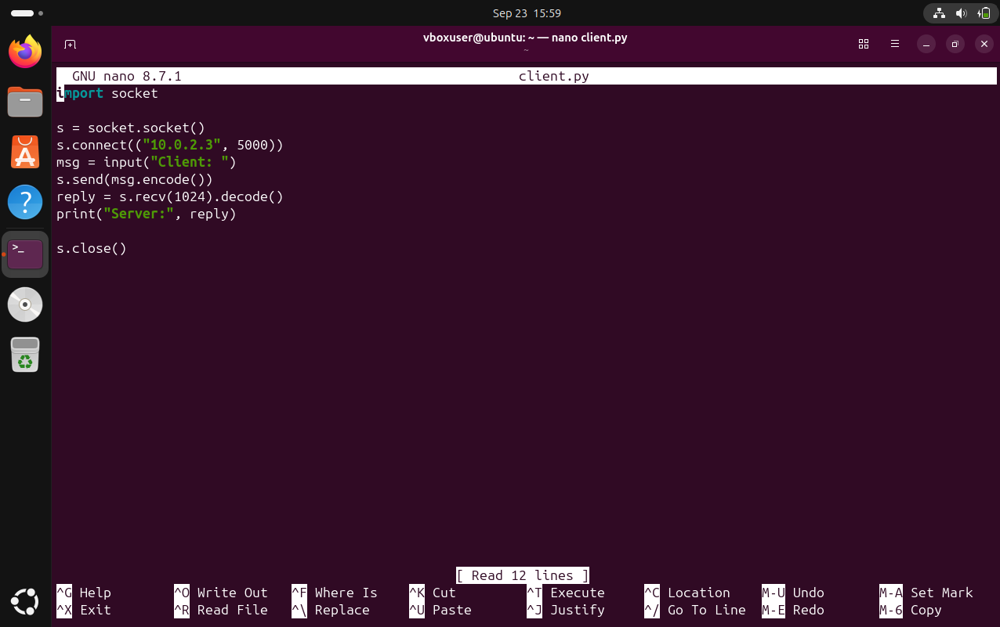 Sep 23 15:59
vboxuser@ubuntu: ~ — nano client.py
~
GNU nano 8.7.1 client.py
import socket
s = socket.socket()
s.connect(("10.0.2.3", 5000))
msg = input("Client: ")
s.send(msg.encode())
reply = s.recv(1024).decode()
print("Server:", reply)
s.close()
[ Read 12 lines ]
^G Help ^O Write Out ^F Where Is ^K Cut ^T Execute ^C Location M-U Undo M-A Set Mark
^X Exit ^R Read File ^\ Replace ^U Paste ^J Justify ^/ Go To Line M-E Redo M-6 Copy